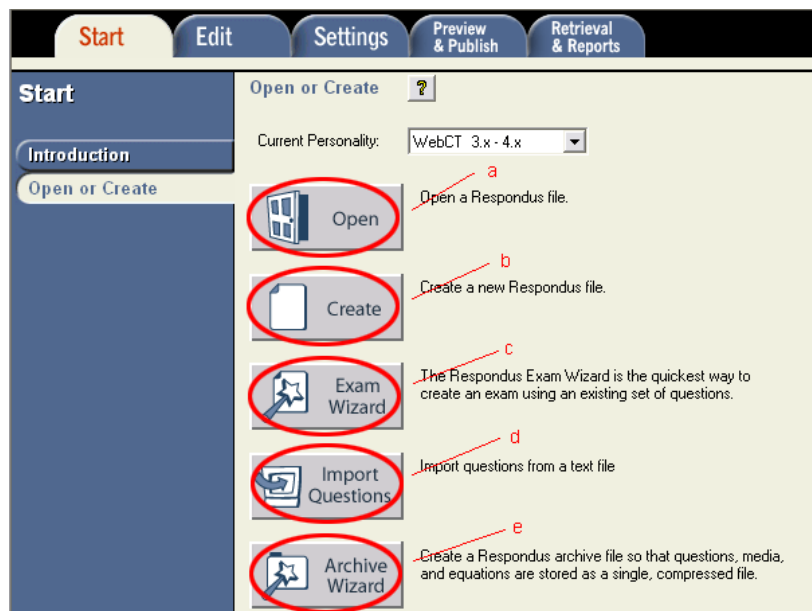 Start
Edit
Settings
Preview
& Publish
Retrieval
& Reports
Start
Introduction
Open or Create
Open or Create
?
Current Personality:
WebCT 3.x - 4.x
a
Open
Open a Respondus file.
b
Create
Create a new Respondus file.
c
Exam
Wizard
The Respondus Exam Wizard is the quickest way to
create an exam using an existing set of questions.
d
Import
Questions
Import questions from a text file
e
Archive
Wizard
Create a Respondus archive file so that questions, media,
and equations are stored as a single, compressed file.